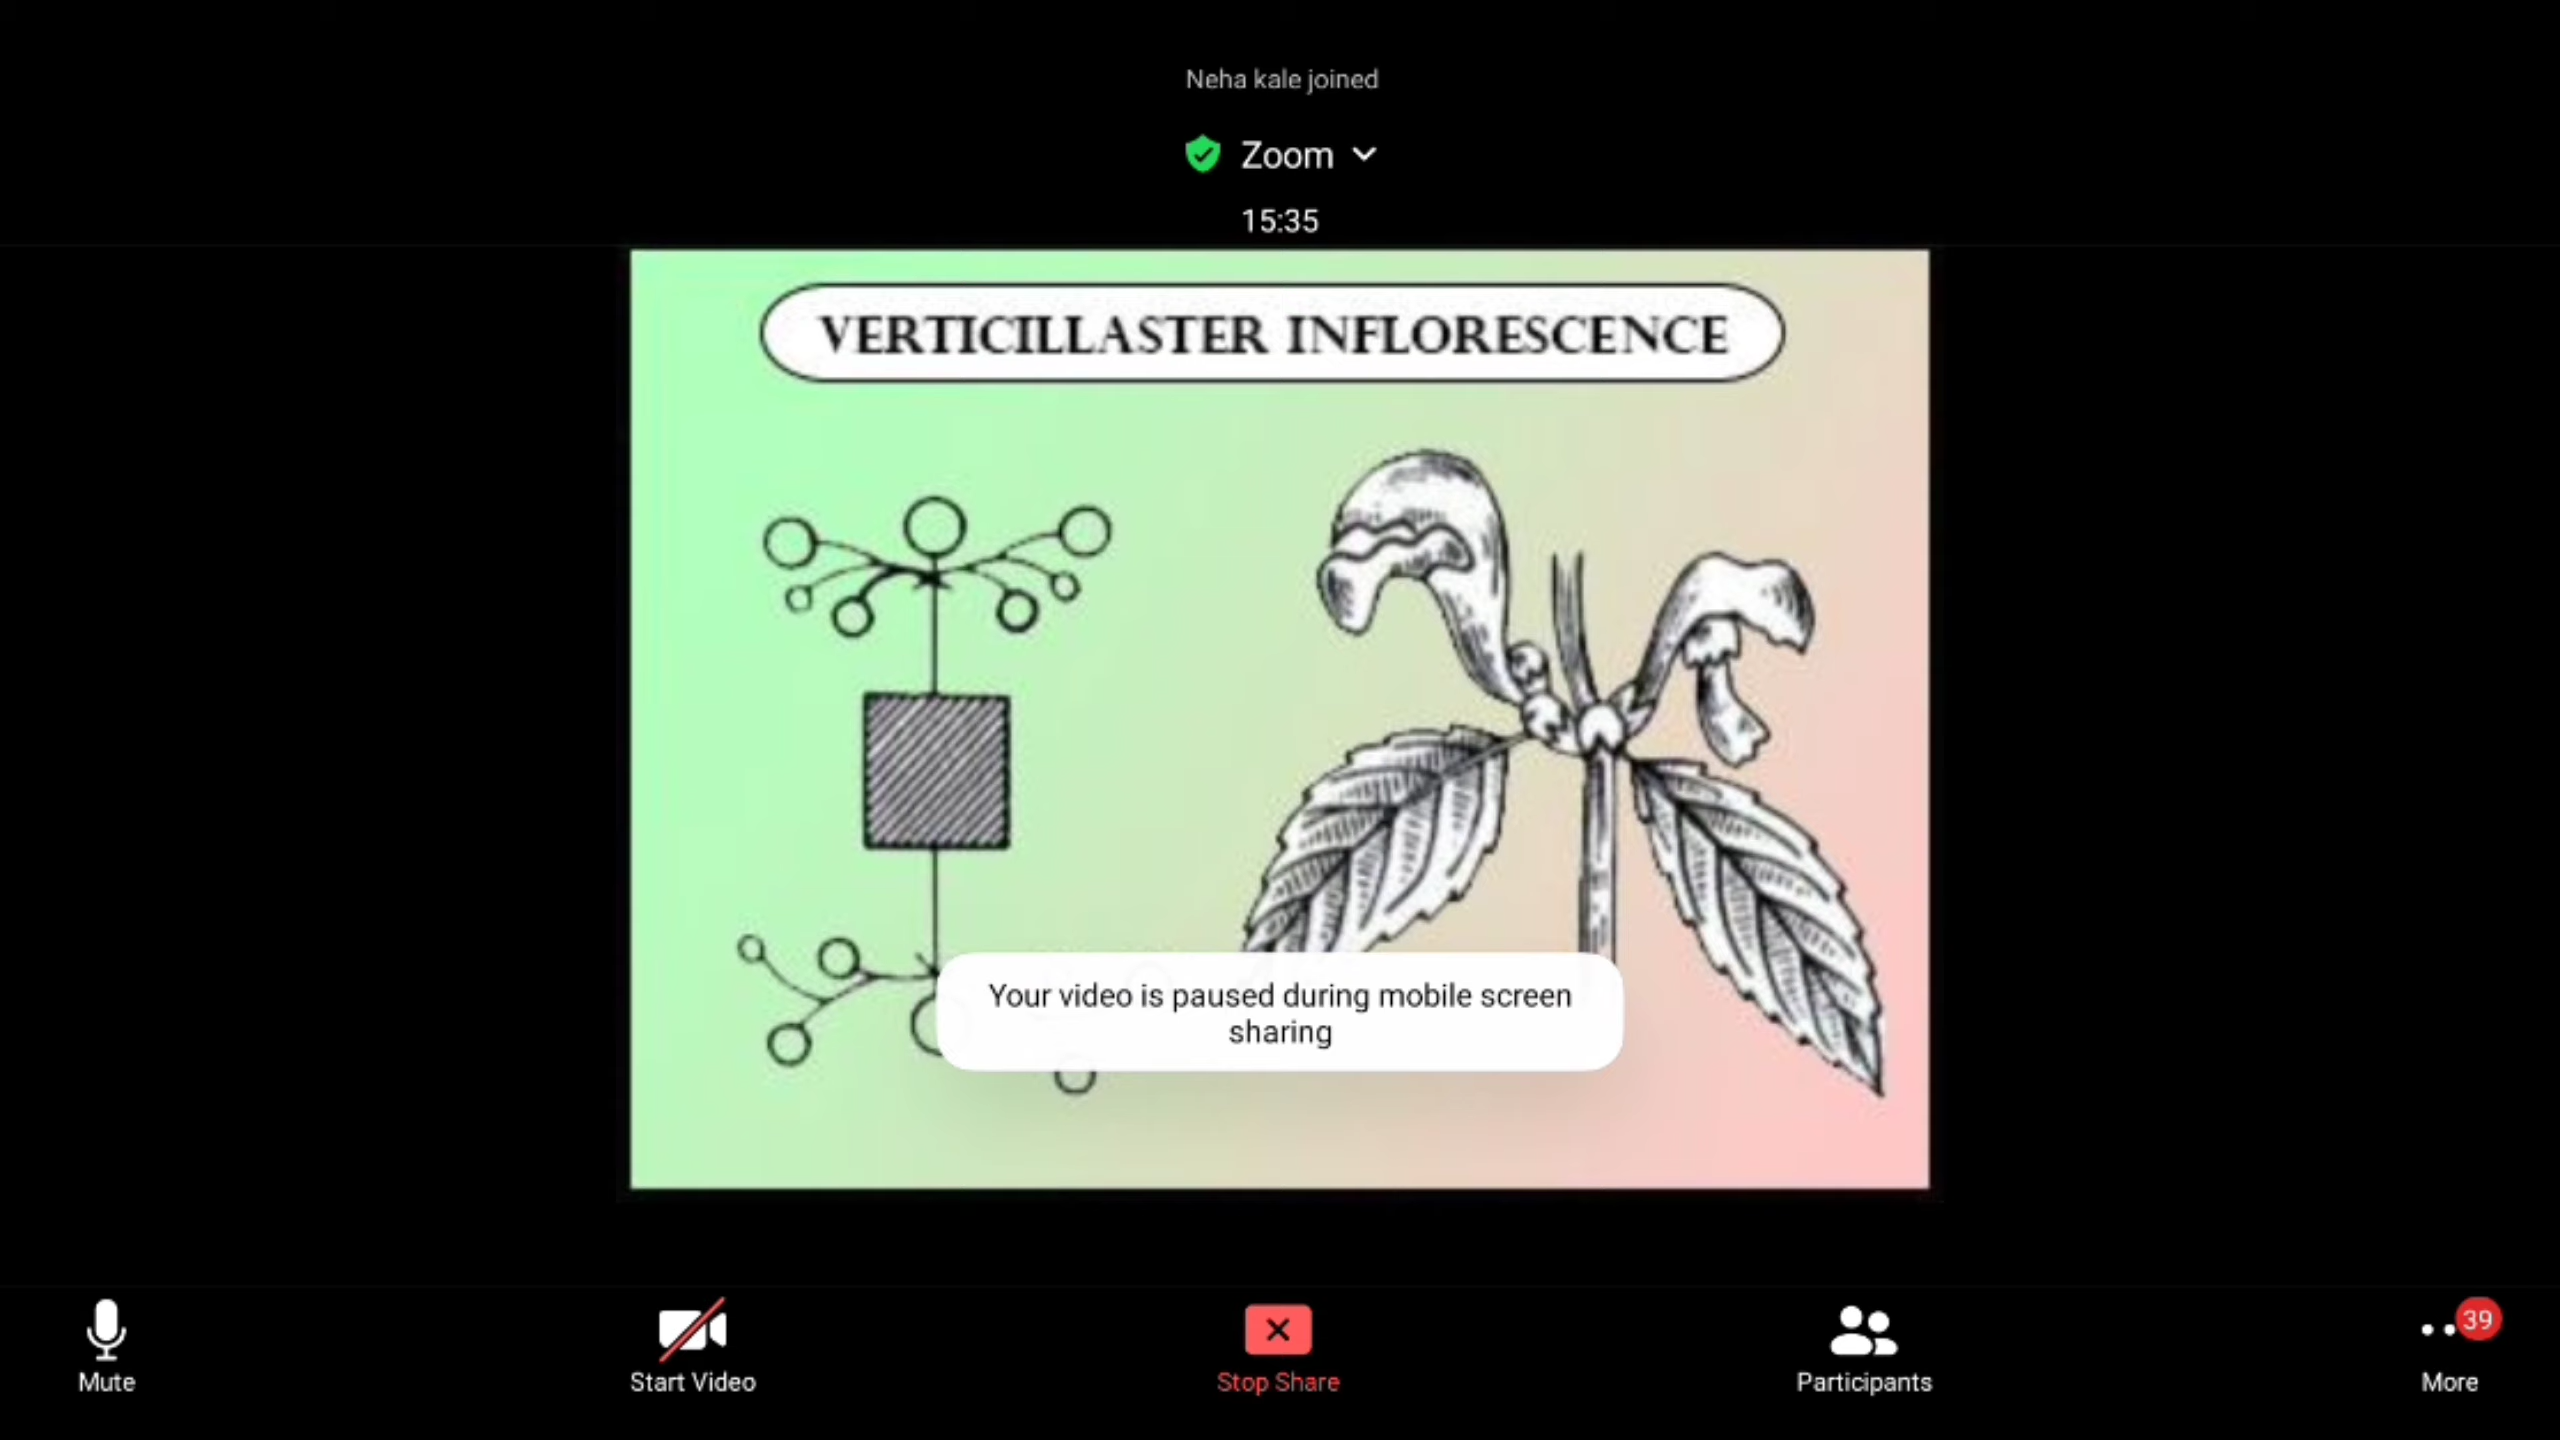 Neha kale joined
Zoom
15:35
VERTICILLASTER INFLORESCENCE
Your video is paused during mobile screen
sharing
39
Mute
Start Video
Stop Share
Participants
More